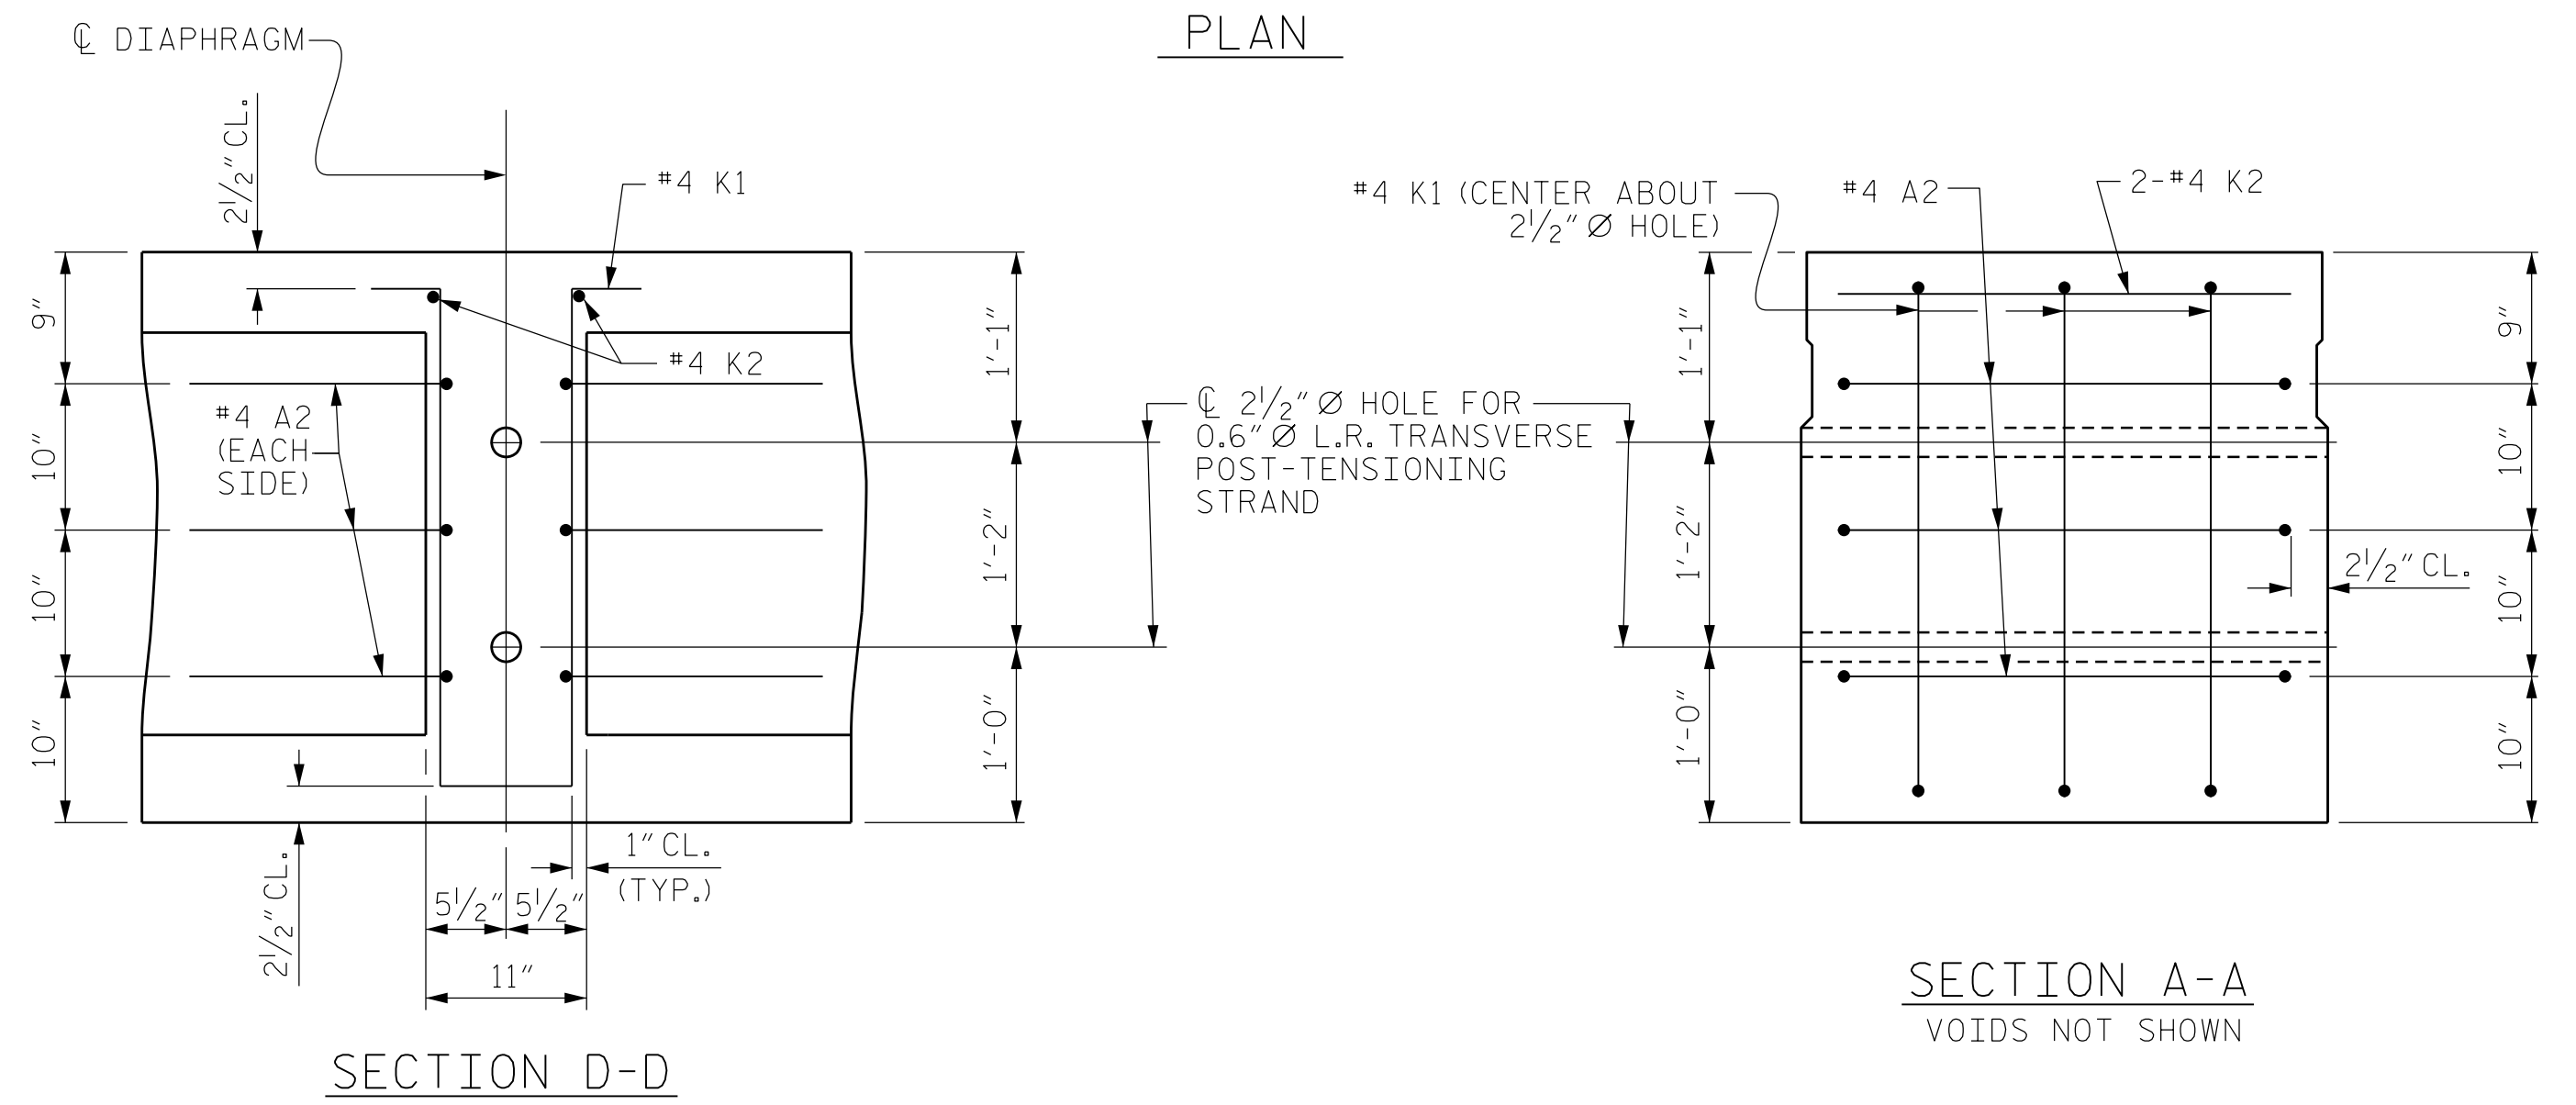 PLAN
℄ DIAPHRAGM
2½" CL.
#4 K1
#4 K2
#4 A2
(EACH
SIDE)
9"
10"
10"
10"
1'-1"
1'-2"
1'-0"
2½" CL.
1" CL.
(TYP.)
5½"
5½"
11"
SECTION D-D
℄ 2½" Ø HOLE FOR
0.6" Ø L.R. TRANSVERSE
POST-TENSIONING
STRAND
#4 K1 (CENTER ABOUT
2½" Ø HOLE)
#4 A2
2-#4 K2
1'-1"
1'-2"
1'-0"
9"
10"
10"
10"
2½" CL.
SECTION A-A
VOIDS NOT SHOWN